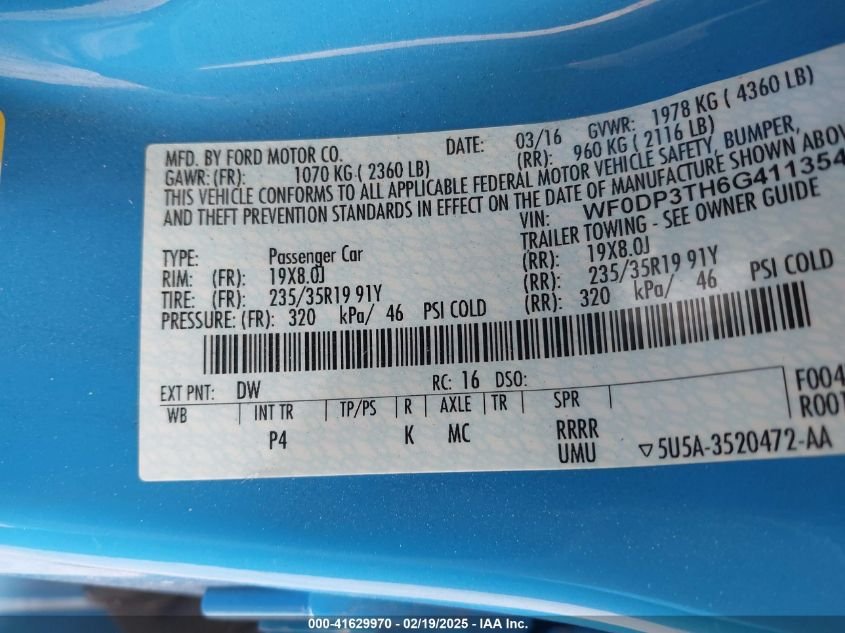 MFD. BY FORD MOTOR CO. DATE: 03/16 GVWR: 1978 KG ( 4360 LB)
GAWR: (FR): 1070 KG ( 2360 LB) (RR): 960 KG ( 2116 LB)
THIS VEHICLE CONFORMS TO ALL APPLICABLE FEDERAL MOTOR VEHICLE SAFETY, BUMPER,
AND THEFT PREVENTION STANDARDS IN EFFECT ON THE DATE OF MANUFACTURE SHOWN ABOV
VIN: WF0DP3TH6G411354
TRAILER TOWING - SEE OWNER GUIDE
TYPE: Passenger Car
RIM: (FR): 19X8.0J (RR): 19X8.0J
TIRE: (FR): 235/35R19 91Y (RR): 235/35R19 91Y
PRESSURE: (FR): 320 kPa/ 46 PSI COLD (RR): 320 kPa/ 46 PSI COLD
EXT PNT: DW RC: 16 DSO: F004
WB INT TR TP/PS R AXLE TR SPR R001
P4 K MC RRRR
UMU ▽5U5A-3520472-AA
000-41629970 - 02/19/2025 - IAA Inc.